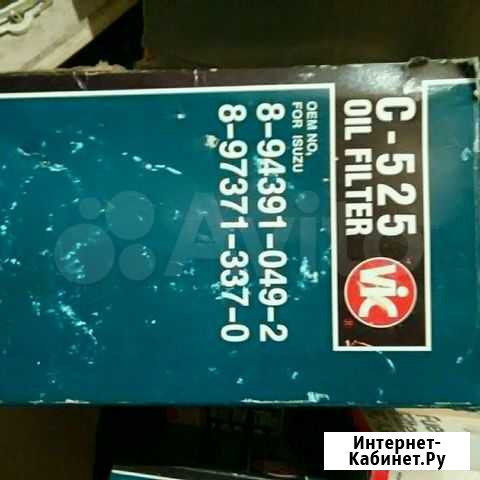 C-525
OIL FILTER
VIC
®
OEM NO,
FOR ISUZU
8-94391-049-2
8-97371-337-0
Avito
Интернет-
Кабинет.Ру